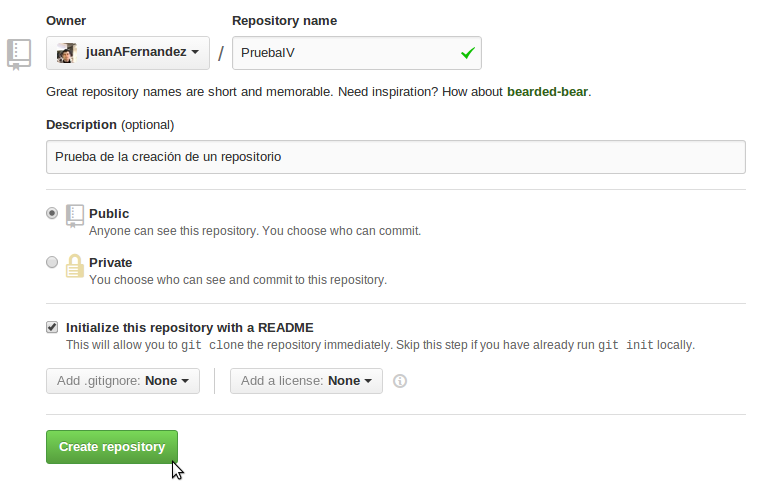 Owner Repository name
juanAFernandez / PruebaIV
Great repository names are short and memorable. Need inspiration? How about bearded-bear.
Description (optional)
Prueba de la creación de un repositorio
Public
Anyone can see this repository. You choose who can commit.
Private
You choose who can see and commit to this repository.
Initialize this repository with a README
This will allow you to git clone the repository immediately. Skip this step if you have already run git init locally.
Add .gitignore: None Add a license: None
Create repository